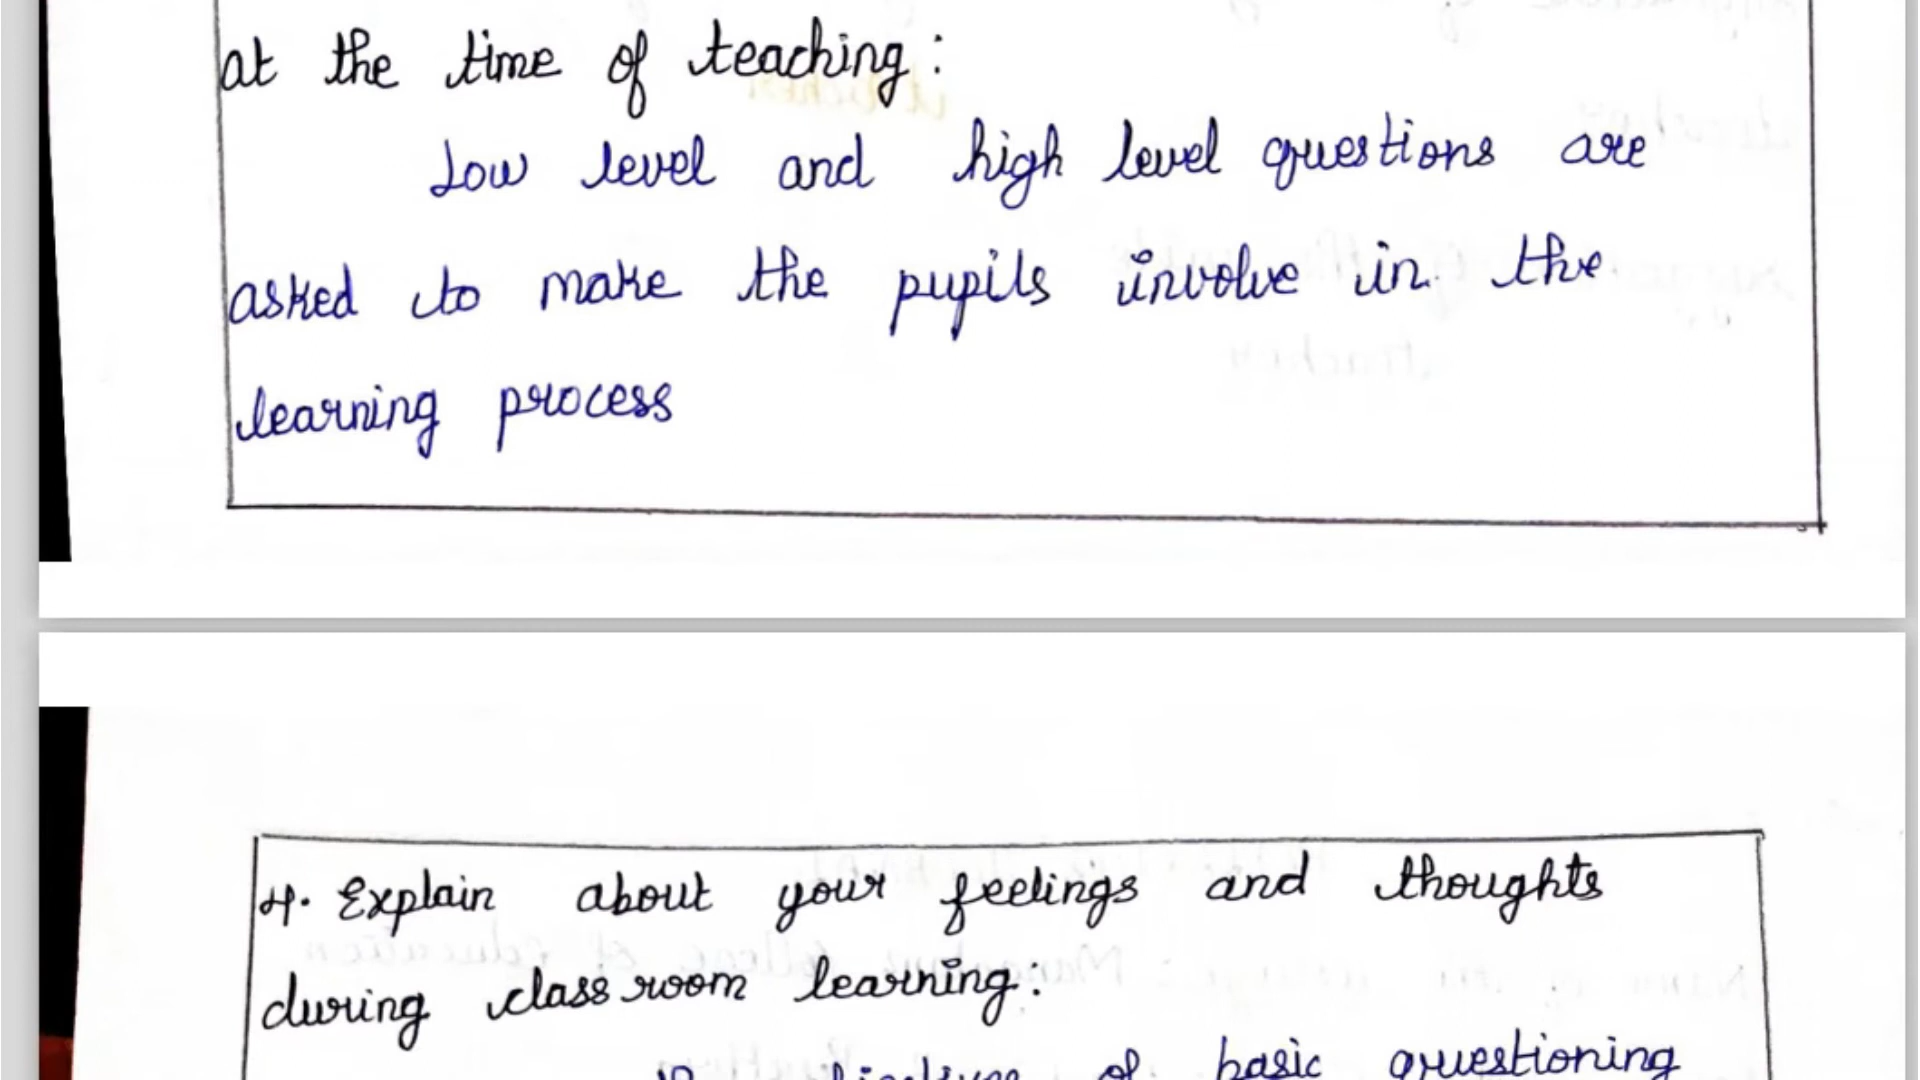 at the time of teaching:
Low level and high level questions are
asked to make the pupils involve in the
learning process
4. Explain about your feelings and thoughts
during class room learning:
of basic questioning